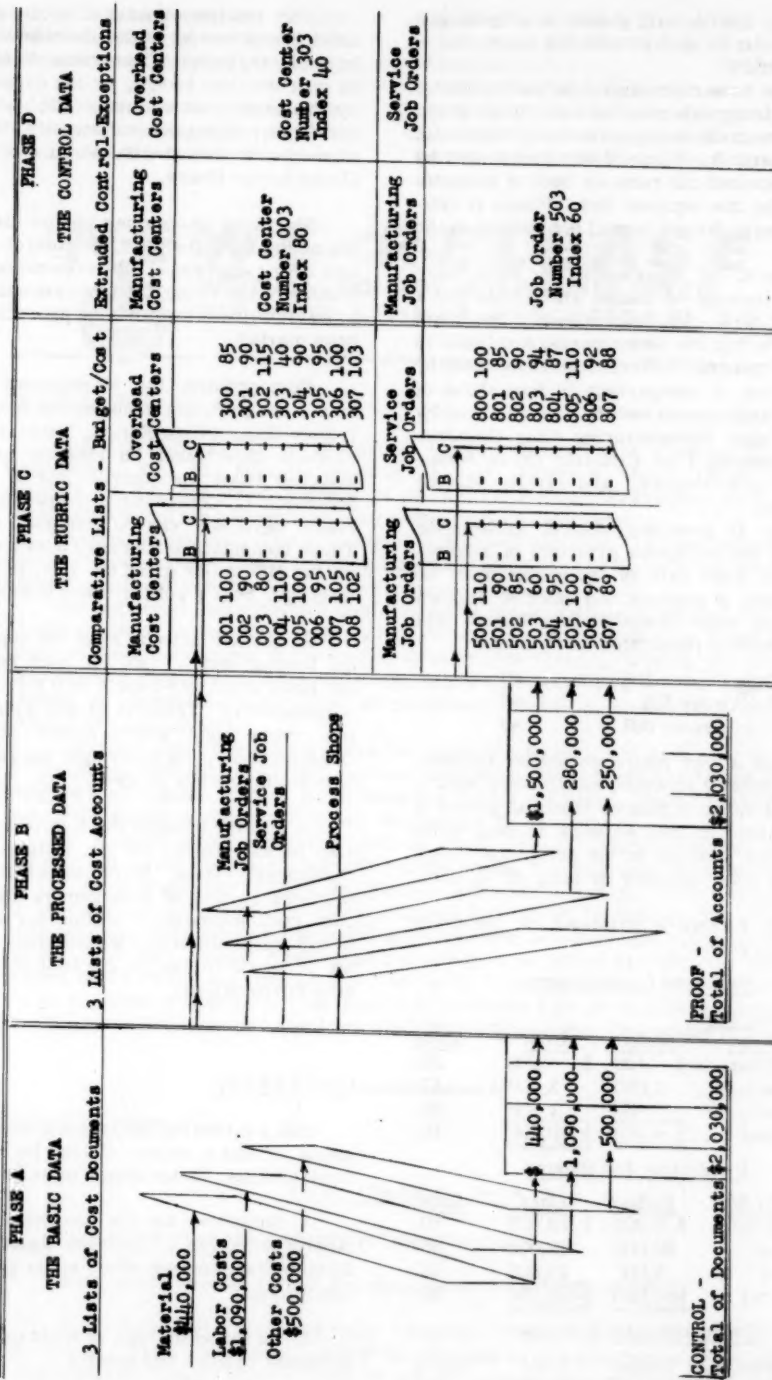 PHASE A
THE BASIC DATA
3 Lists of Cost Documents
Material
$440,000
Labor Costs
$1,090,000
Other Costs
$500,000
$ 440,000
1,090,000
500,000
CONTROL -
Total of Documents $2,030,000
PHASE B
THE PROCESSED DATA
3 Lists of Cost Accounts
Manufacturing
Job Orders
Service Job
Orders
Process Shops
$1,500,000
280,000
250,000
PROOF -
Total of Accounts $2,030,000
PHASE C
THE RUBRIC DATA
Comparative Lists - Budget/Cost
Manufacturing
Cost Centers
B C
001 100
002 90
003 80
004 110
005 100
006 95
007 105
008 102
Overhead
Cost Centers
B C
300 85
301 90
302 115
303 40
304 90
305 95
306 100
307 103
Manufacturing
Job Orders
B C
500 110
501 90
502 85
503 60
504 95
505 100
506 97
507 89
Service
Job Orders
B C
800 100
801 85
802 90
803 94
804 87
805 110
806 92
807 88
PHASE D
THE CONTROL DATA
Extruded Control-Exceptions
Manufacturing
Cost Centers
Cost Center
Number 003
Index 80
Overhead
Cost Centers
Cost Center
Number 303
Index 40
Manufacturing
Job Orders
Job Order
Number 503
Index 60
Service
Job Orders